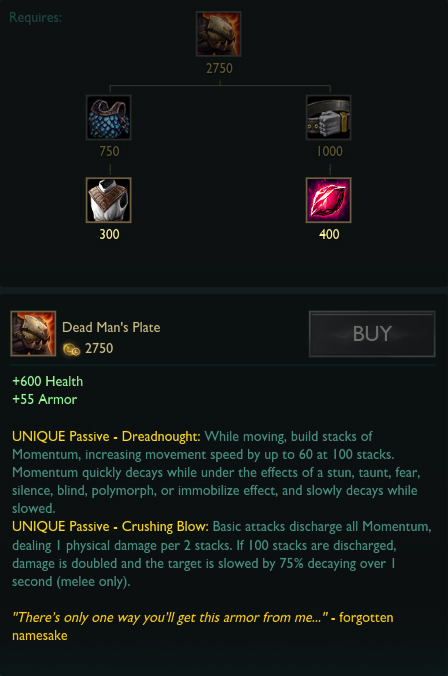 Requires:
2750
750
1000
300
400
Dead Man's Plate
2750
BUY
+600 Health
+55 Armor
UNIQUE Passive - Dreadnought: While moving, build stacks of
Momentum, increasing movement speed by up to 60 at 100 stacks.
Momentum quickly decays while under the effects of a stun, taunt, fear,
silence, blind, polymorph, or immobilize effect, and slowly decays while
slowed.
UNIQUE Passive - Crushing Blow: Basic attacks discharge all Momentum,
dealing 1 physical damage per 2 stacks. If 100 stacks are discharged,
damage is doubled and the target is slowed by 75% decaying over 1
second (melee only).
"There's only one way you'll get this armor from me..." - forgotten
namesake